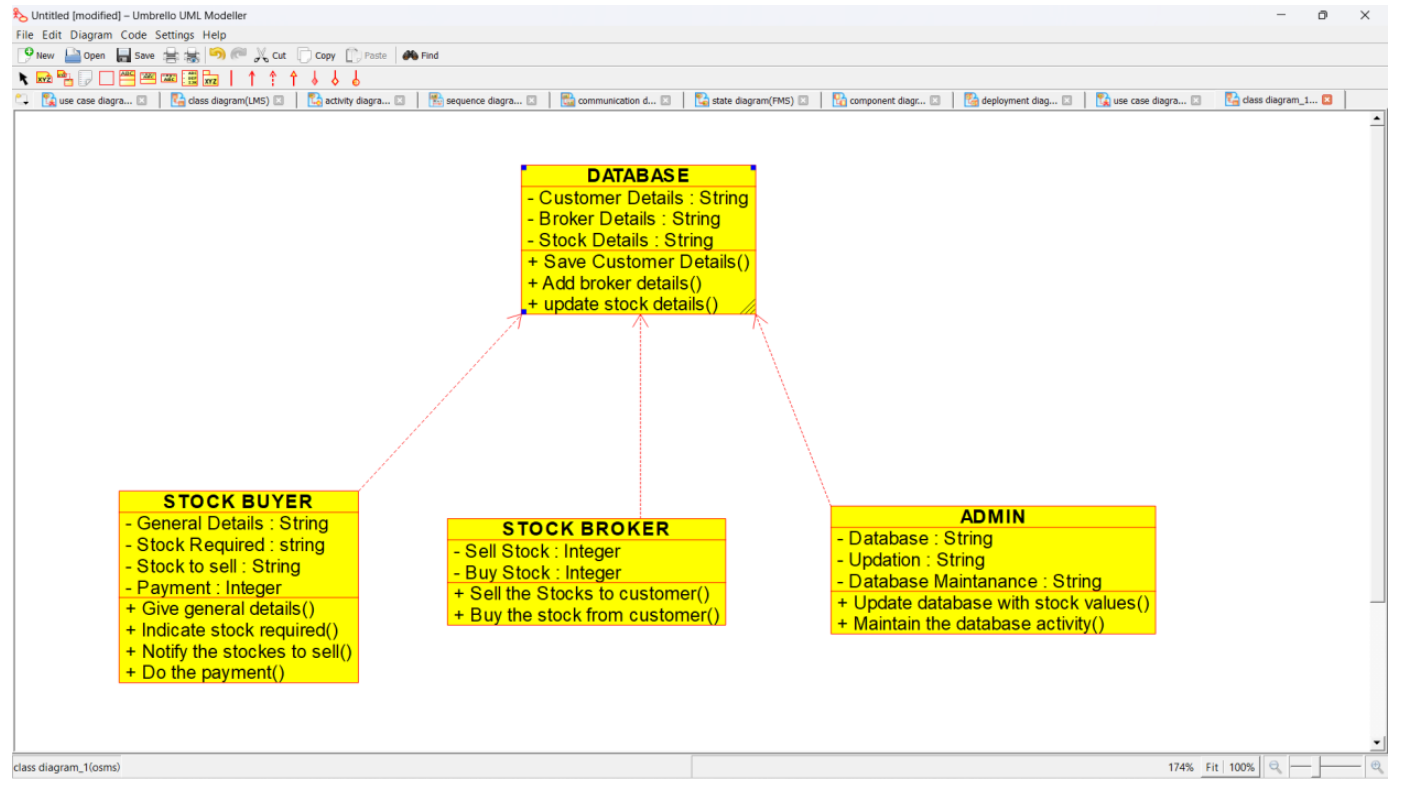 Untitled [modified] – Umbrello UML Modeller
File Edit Diagram Code Settings Help
New Open Save Cut Copy Paste Find
use case diagra... class diagram(LMS) activity diagra... sequence diagra... communication d... state diagram(FMS) component diagr... deployment diag... use case diagra... class diagram_1...
DATABASE
- Customer Details : String
- Broker Details : String
- Stock Details : String
+ Save Customer Details()
+ Add broker details()
+ update stock details()
STOCK BUYER
- General Details : String
- Stock Required : string
- Stock to sell : String
- Payment : Integer
+ Give general details()
+ Indicate stock required()
+ Notify the stockes to sell()
+ Do the payment()
STOCK BROKER
- Sell Stock : Integer
- Buy Stock : Integer
+ Sell the Stocks to customer()
+ Buy the stock from customer()
ADMIN
- Database : String
- Updation : String
- Database Maintanance : String
+ Update database with stock values()
+ Maintain the database activity()
class diagram_1(osms)
174% Fit 100%